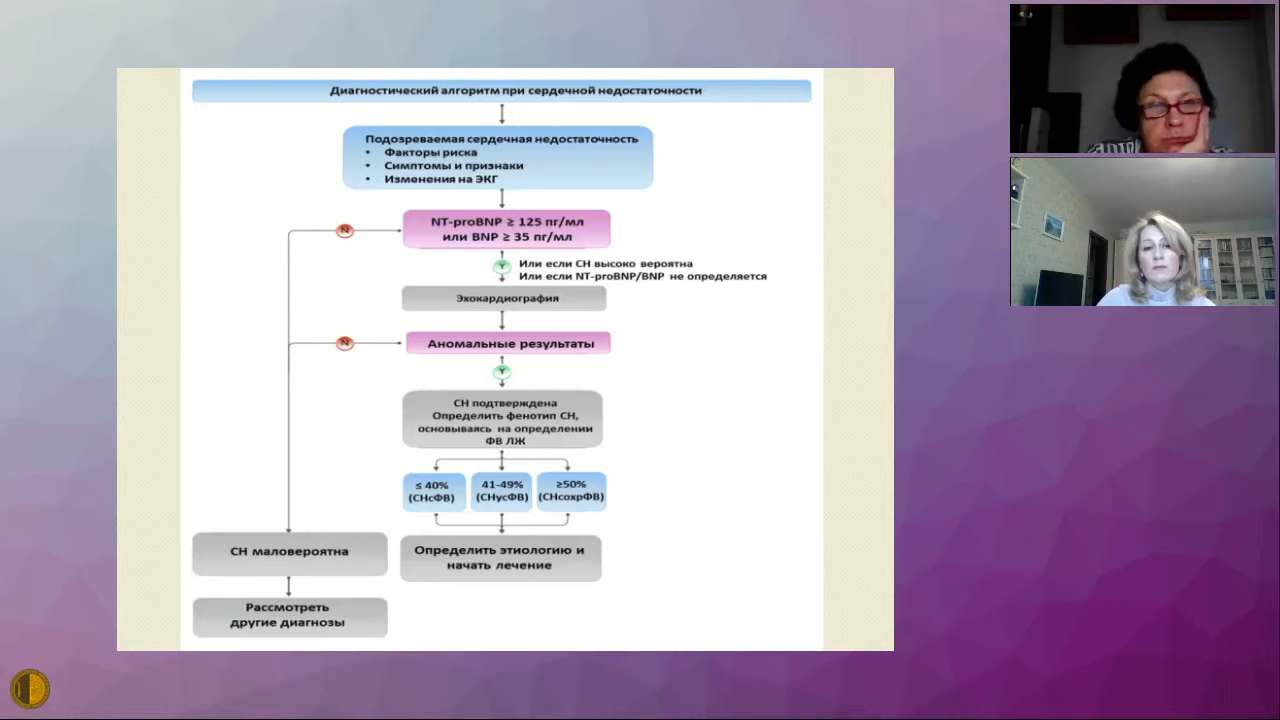 Диагностический алгоритм при сердечной недостаточности
Подозреваемая сердечная недостаточность
• Факторы риска
• Симптомы и признаки
• Изменения на ЭКГ
N
NT-proBNP ≥ 125 пг/мл
или BNP ≥ 35 пг/мл
Y
Или если СН высоко вероятна
Или если NT-proBNP/BNP не определяется
Эхокардиография
N
Аномальные результаты
Y
СН подтверждена
Определить фенотип СН,
основываясь на определении
ФВ ЛЖ
≤ 40%
(СНсФВ)
41-49%
(СНусФВ)
≥50%
(СНсохрФВ)
СН маловероятна
Определить этиологию и
начать лечение
Рассмотреть
другие диагнозы